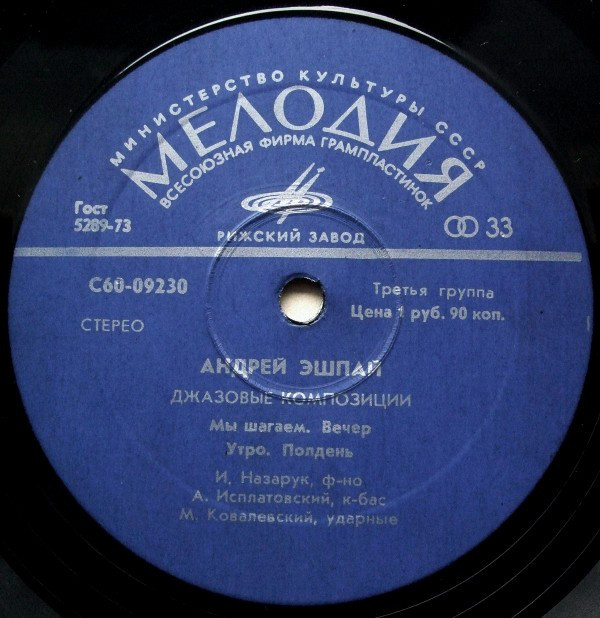 МИНИСТЕРСТВО КУЛЬТУРЫ СССР
МЕЛОДИЯ
ВСЕСОЮЗНАЯ ФИРМА ГРАМПЛАСТИНОК
Гост
5289-73
33
РИЖСКИЙ ЗАВОД
С60-09230
Третья группа
Цена 1 руб. 90 коп.
СТЕРЕО
АНДРЕЙ ЭШПАЙ
ДЖАЗОВЫЕ КОМПОЗИЦИИ
Мы шагаем. Вечер
Утро. Полдень
И. Назарук, ф-но
А. Исплатовский, к-бас
М. Ковалевский, ударные